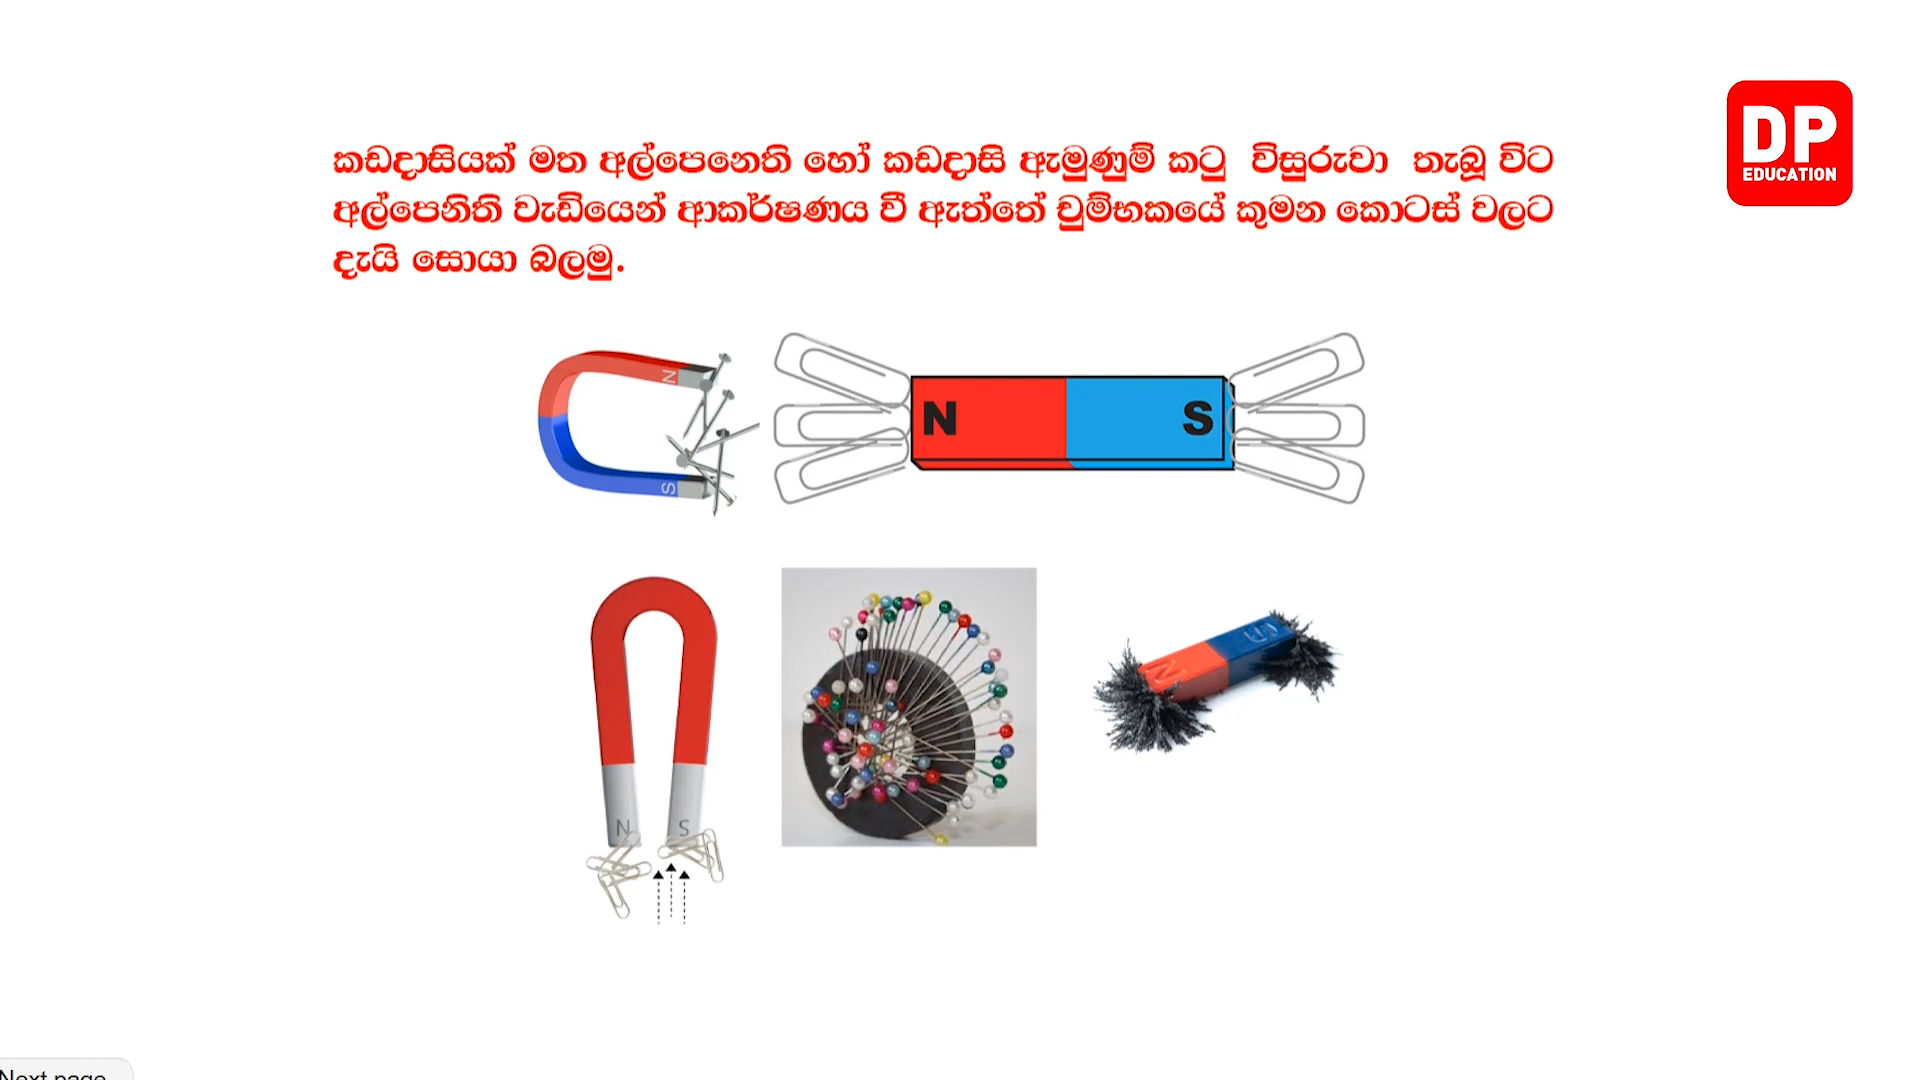 DP
EDUCATION
කඩදාසියක් මත අල්පෙනෙති හෝ කඩදාසි ඇමුණුම් කටු විසුරුවා තැබූ විට
අල්පෙනිති වැඩියෙන් ආකර්ෂණය වී ඇත්තේ චුම්භකයේ කුමන කොටස් වලට
දැයි සොයා බලමු.
N
S
N S
N S
N S
Next page